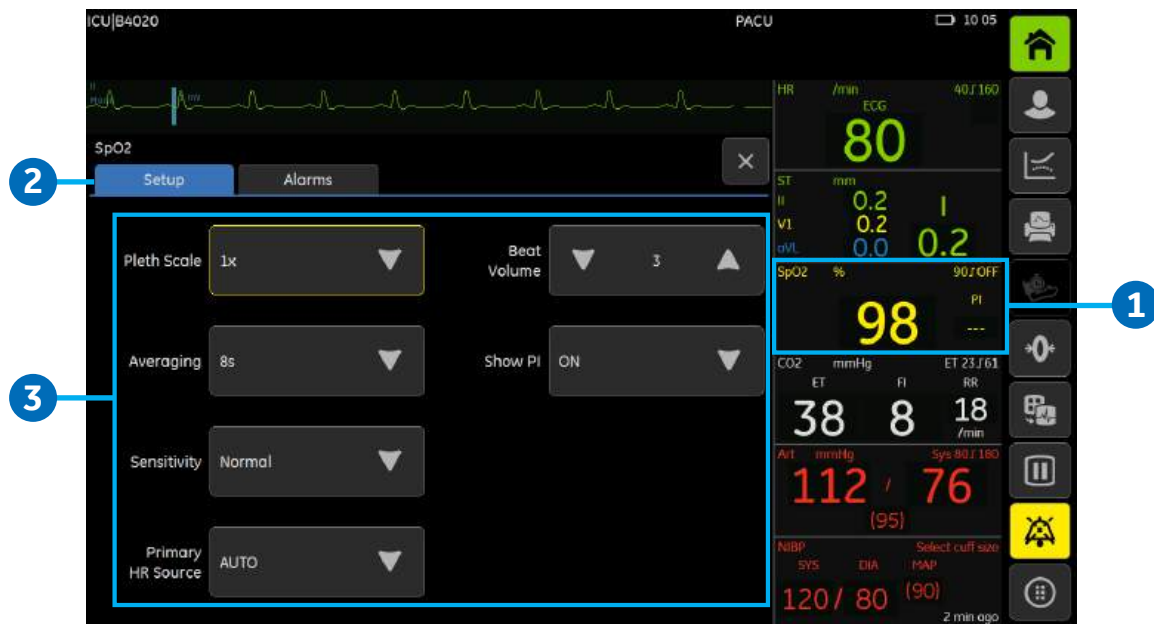 ICU|B4020 PACU 10 05
II
mV
HR /min 40 160
ECG
80
SpO2
Setup Alarms
2
ST mm
II 0.2 I
V1 0.2
aVL 0.0 0.2
Pleth Scale 1x
Beat
Volume 3
SpO2 % 90 OFF
PI
98 ---
1
Averaging 8s
Show PI ON
CO2 mmHg ET 23 61
ET FI RR
38 8 18
/min
3
Sensitivity Normal
Art mmHg Sys 80 180
112 / 76
(95)
Primary
HR Source AUTO
NIBP Select cuff size
SYS DIA MAP
120 / 80 (90)
2 min ago